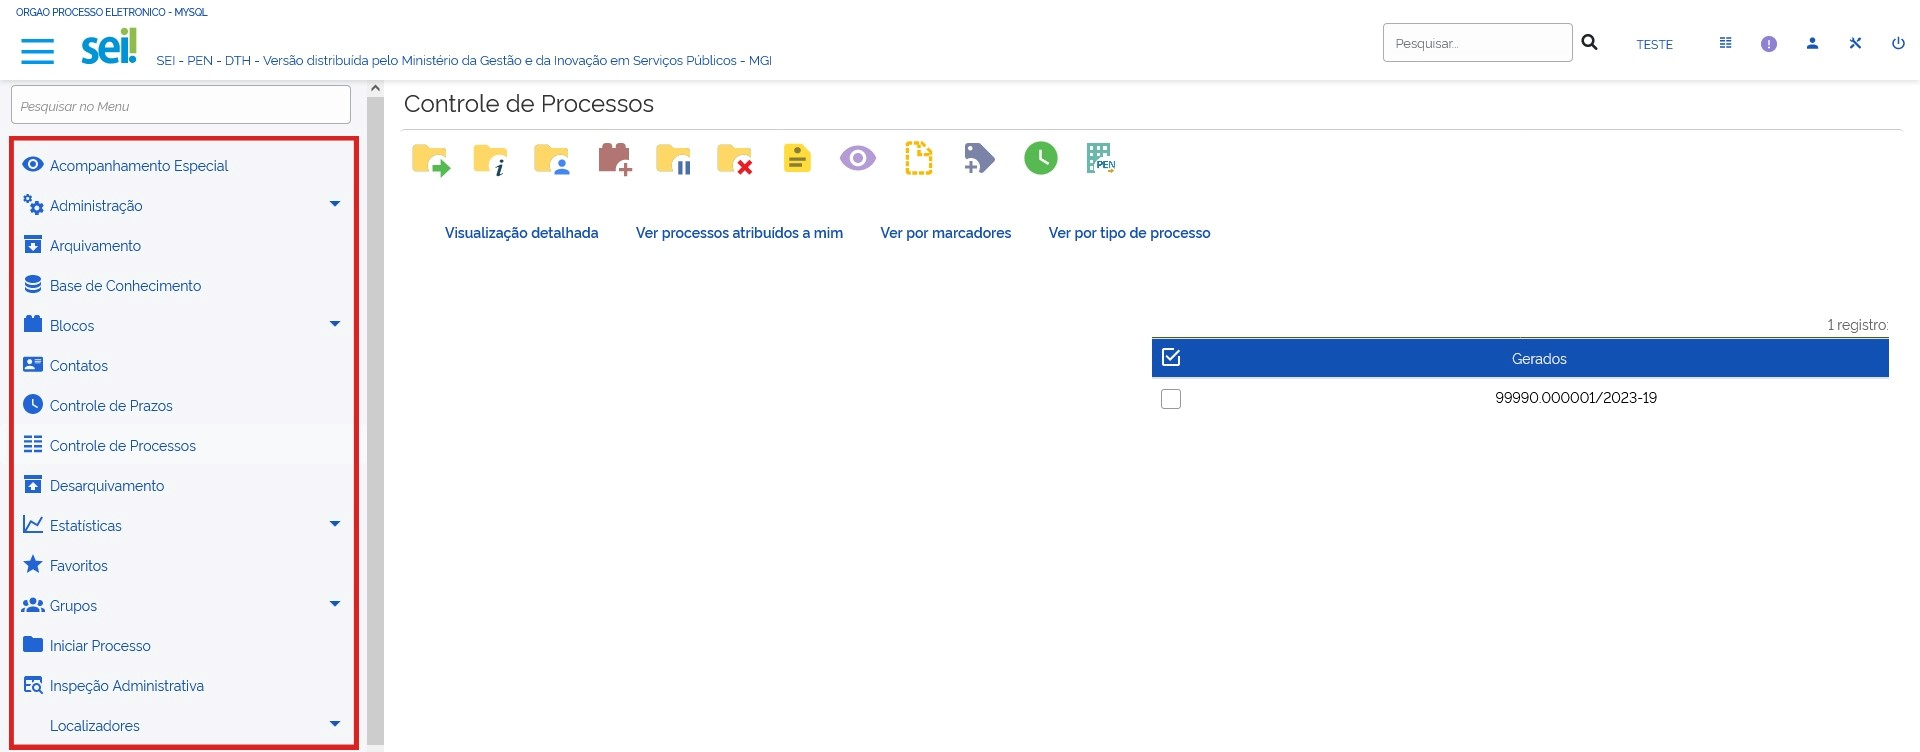 ORGAO PROCESSO ELETRONICO - MYSQL
sei!
SEI - PEN - DTH - Versão distribuída pelo Ministério da Gestão e da Inovação em Serviços Públicos - MGI
Pesquisar...
TESTE
Pesquisar no Menu
Acompanhamento Especial
Administração
Arquivamento
Base de Conhecimento
Blocos
Contatos
Controle de Prazos
Controle de Processos
Desarquivamento
Estatísticas
Favoritos
Grupos
Iniciar Processo
Inspeção Administrativa
Localizadores
Controle de Processos
PEN
Visualização detalhada Ver processos atribuídos a mim Ver por marcadores Ver por tipo de processo
1 registro:
Gerados
99990.000001/2023-19